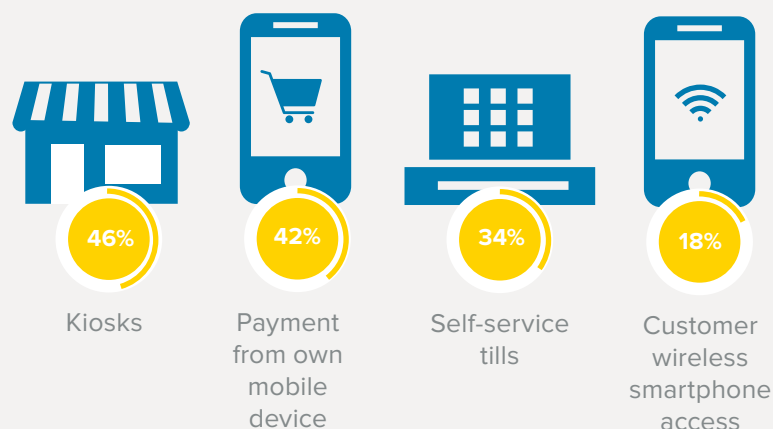 46%
Kiosks
42%
Payment
from own
mobile
device
34%
Self-service
tills
18%
Customer
wireless
smartphone
access